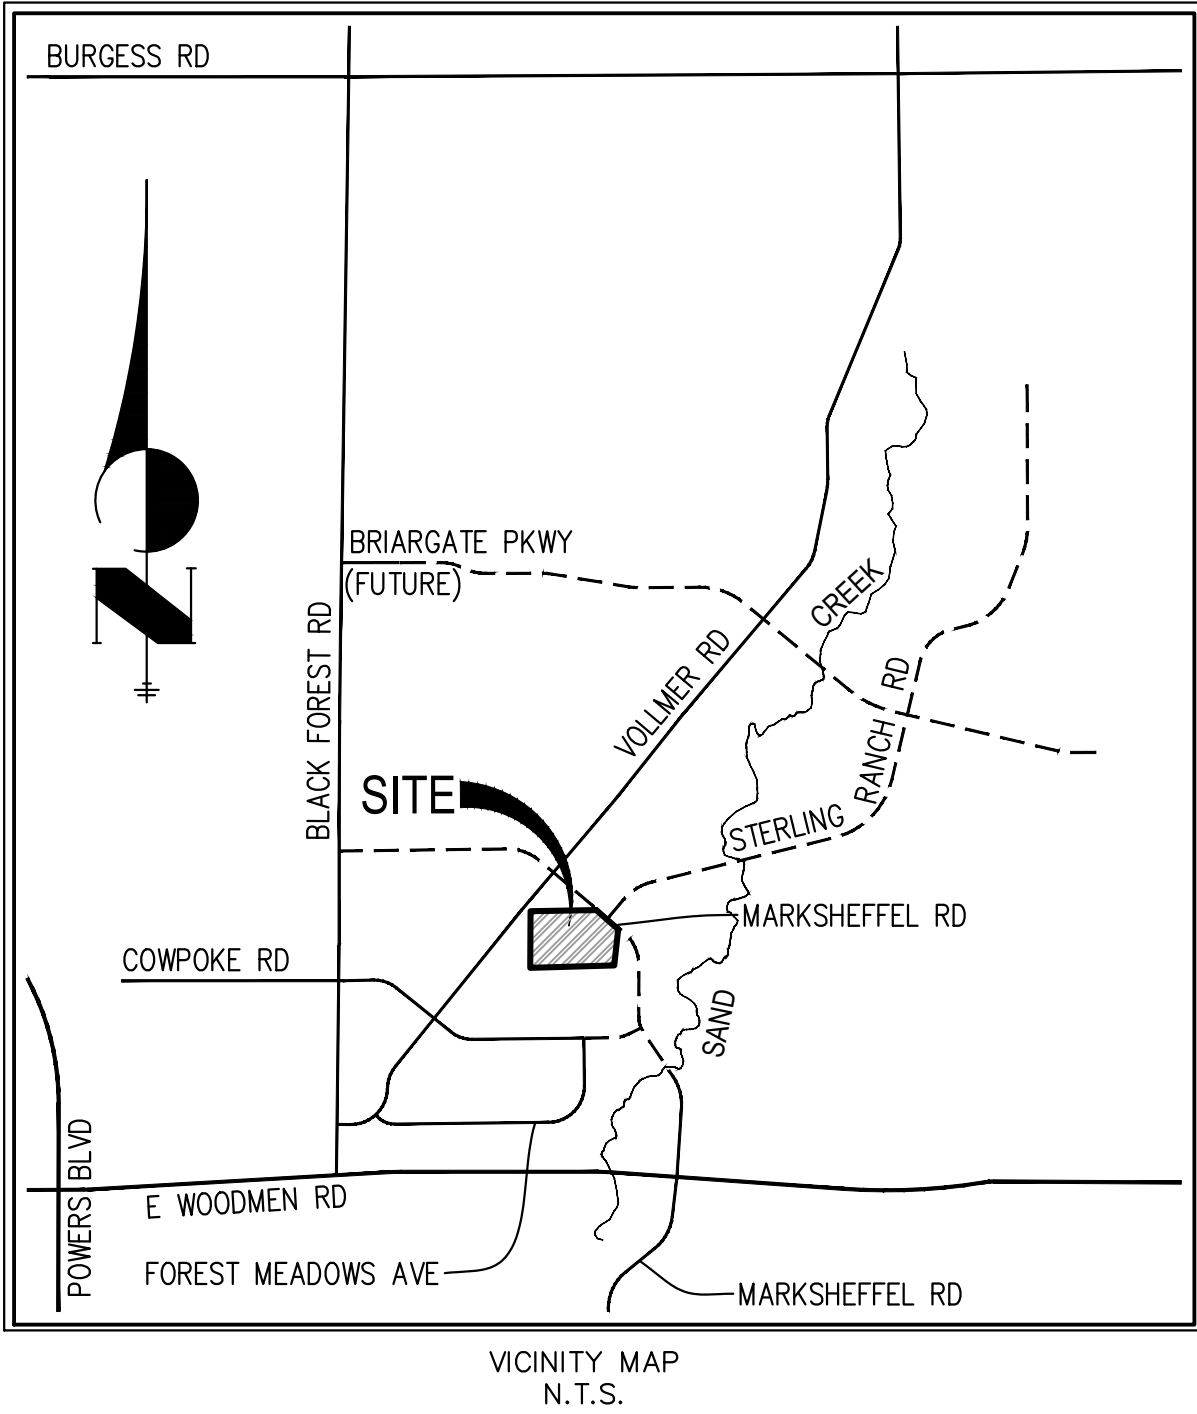 BURGESS RD
BRIARGATE PKWY
(FUTURE)
BLACK FOREST RD
VOLLMER RD
CREEK
RANCH RD
SITE
STERLING
MARKSHEFFEL RD
COWPOKE RD
SAND
POWERS BLVD
E WOODMEN RD
FOREST MEADOWS AVE
MARKSHEFFEL RD
N
VICINITY MAP
N.T.S.